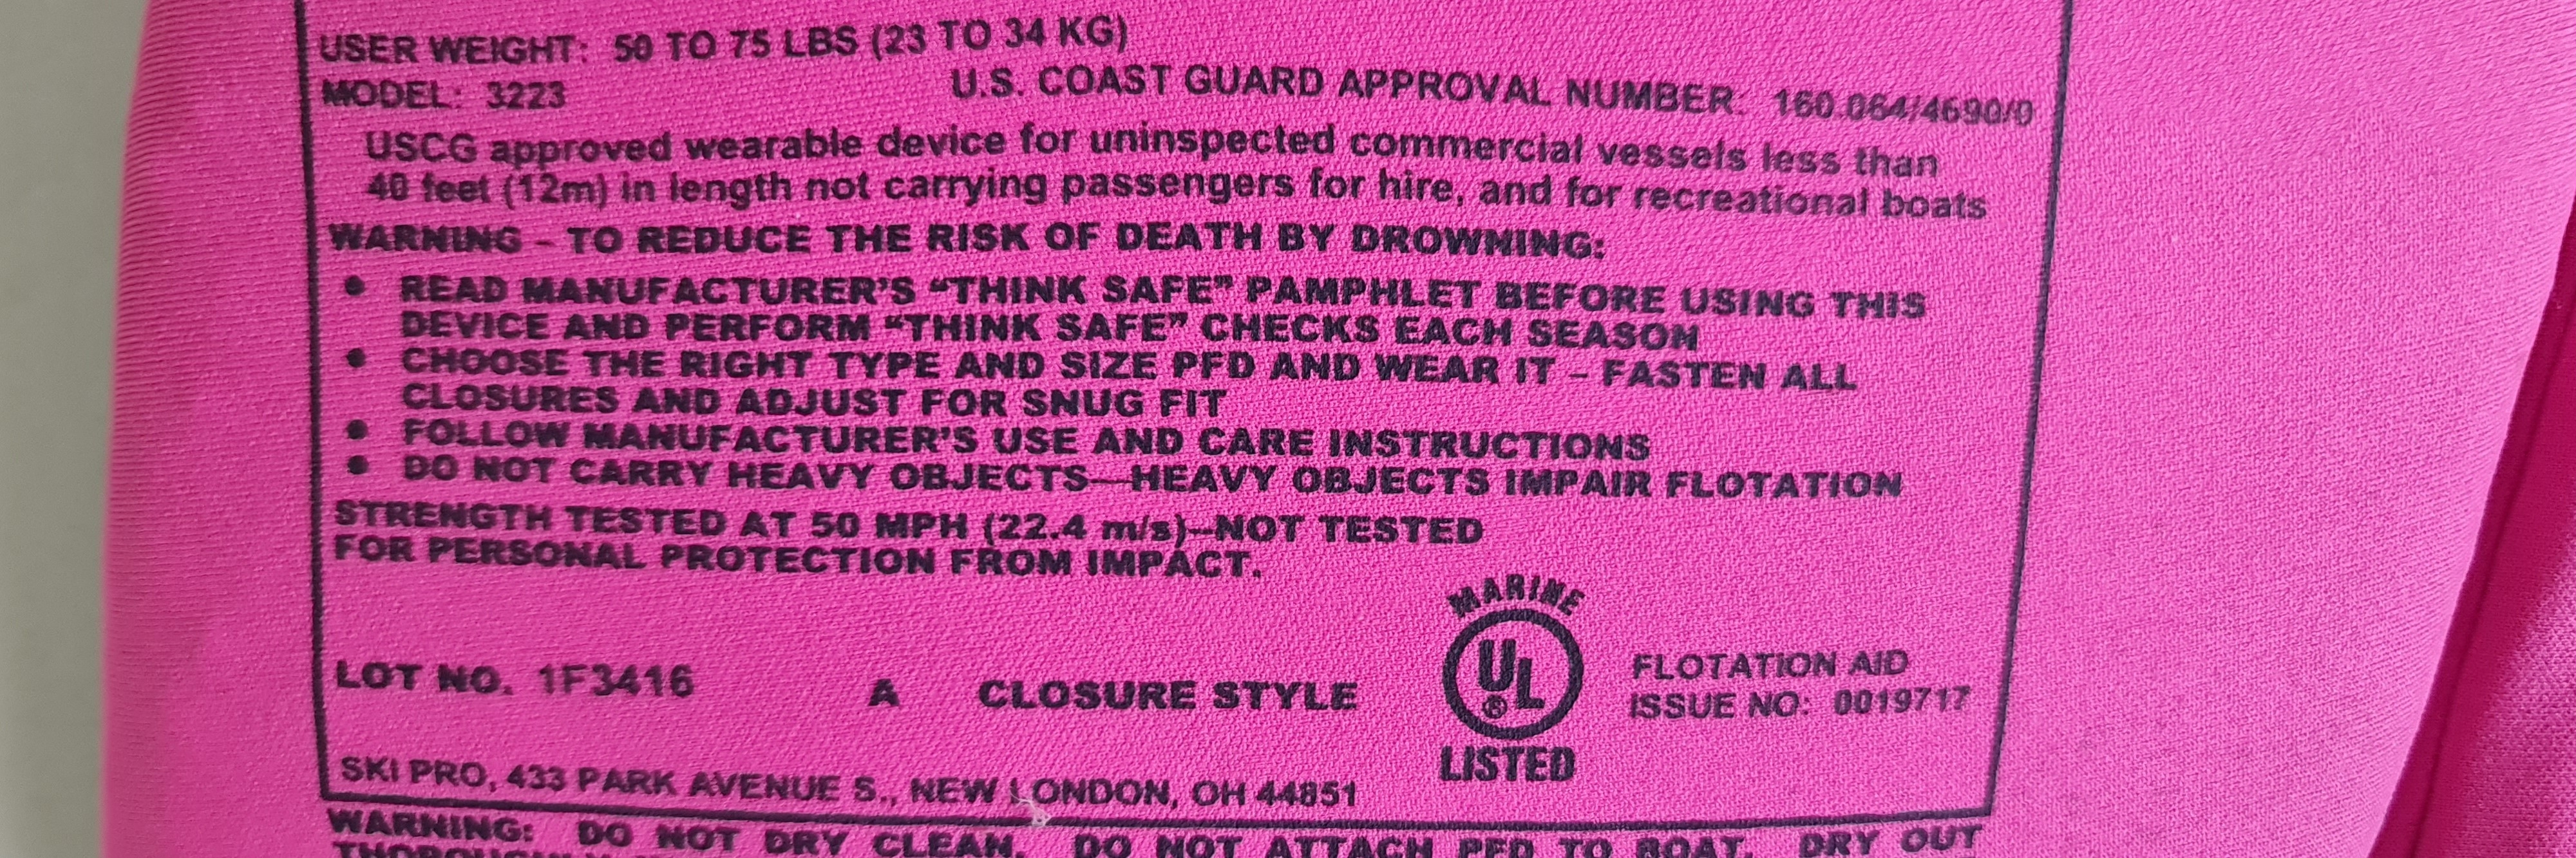 USER WEIGHT: 50 TO 75 LBS (23 TO 34 KG)
MODEL: 3223 U.S. COAST GUARD APPROVAL NUMBER: 160.064/4690/0
USCG approved wearable device for uninspected commercial vessels less than
40 feet (12m) in length not carrying passengers for hire, and for recreational boats
WARNING - TO REDUCE THE RISK OF DEATH BY DROWNING:
• READ MANUFACTURER'S "THINK SAFE" PAMPHLET BEFORE USING THIS
DEVICE AND PERFORM "THINK SAFE" CHECKS EACH SEASON
• CHOOSE THE RIGHT TYPE AND SIZE PFD AND WEAR IT – FASTEN ALL
CLOSURES AND ADJUST FOR SNUG FIT
• FOLLOW MANUFACTURER'S USE AND CARE INSTRUCTIONS
• DO NOT CARRY HEAVY OBJECTS—HEAVY OBJECTS IMPAIR FLOTATION
STRENGTH TESTED AT 50 MPH (22.4 m/s)–NOT TESTED
FOR PERSONAL PROTECTION FROM IMPACT.
MARINE
UL
®
LISTED
FLOTATION AID
ISSUE NO: 0019717
LOT NO. 1F3416 A CLOSURE STYLE
SKI PRO, 433 PARK AVENUE S., NEW LONDON, OH 44851
WARNING: DO NOT DRY CLEAN. DO NOT ATTACH PFD TO BOAT. DRY OUT